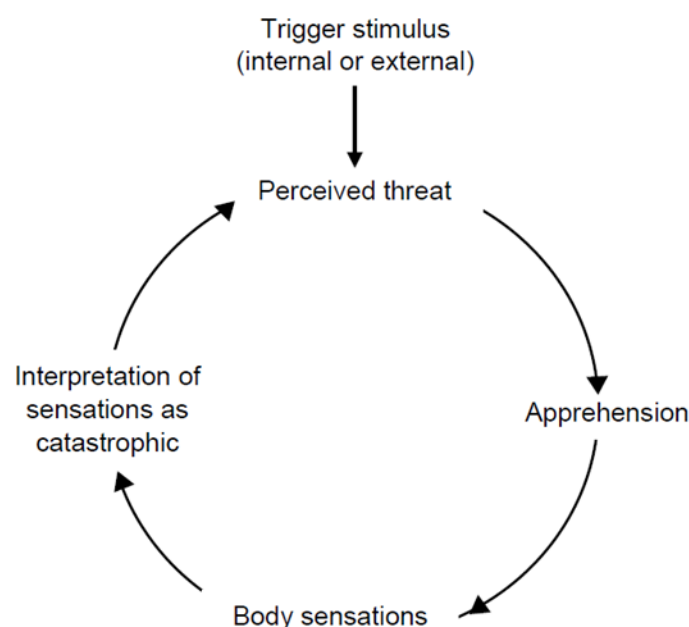 Trigger stimulus
(internal or external)
Perceived threat
Interpretation of
sensations as
catastrophic
Apprehension
Body sensations